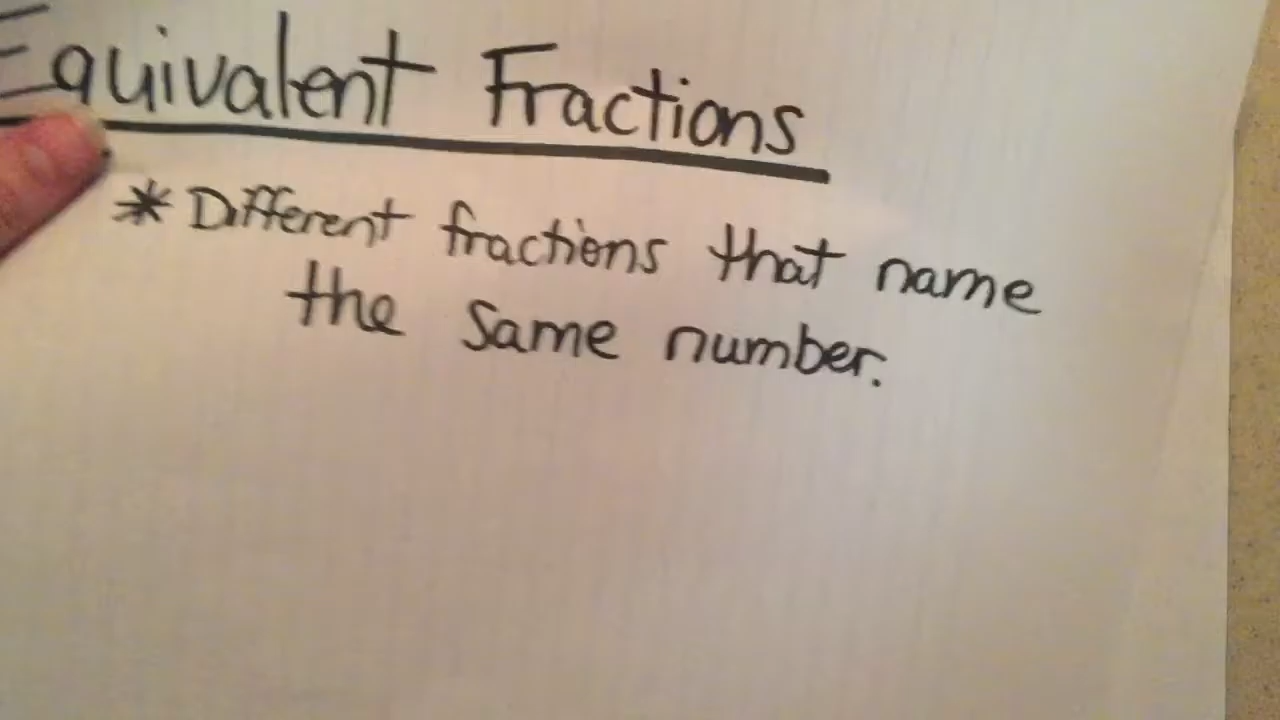 Equivalent Fractions
* Different fractions that name
the same number.